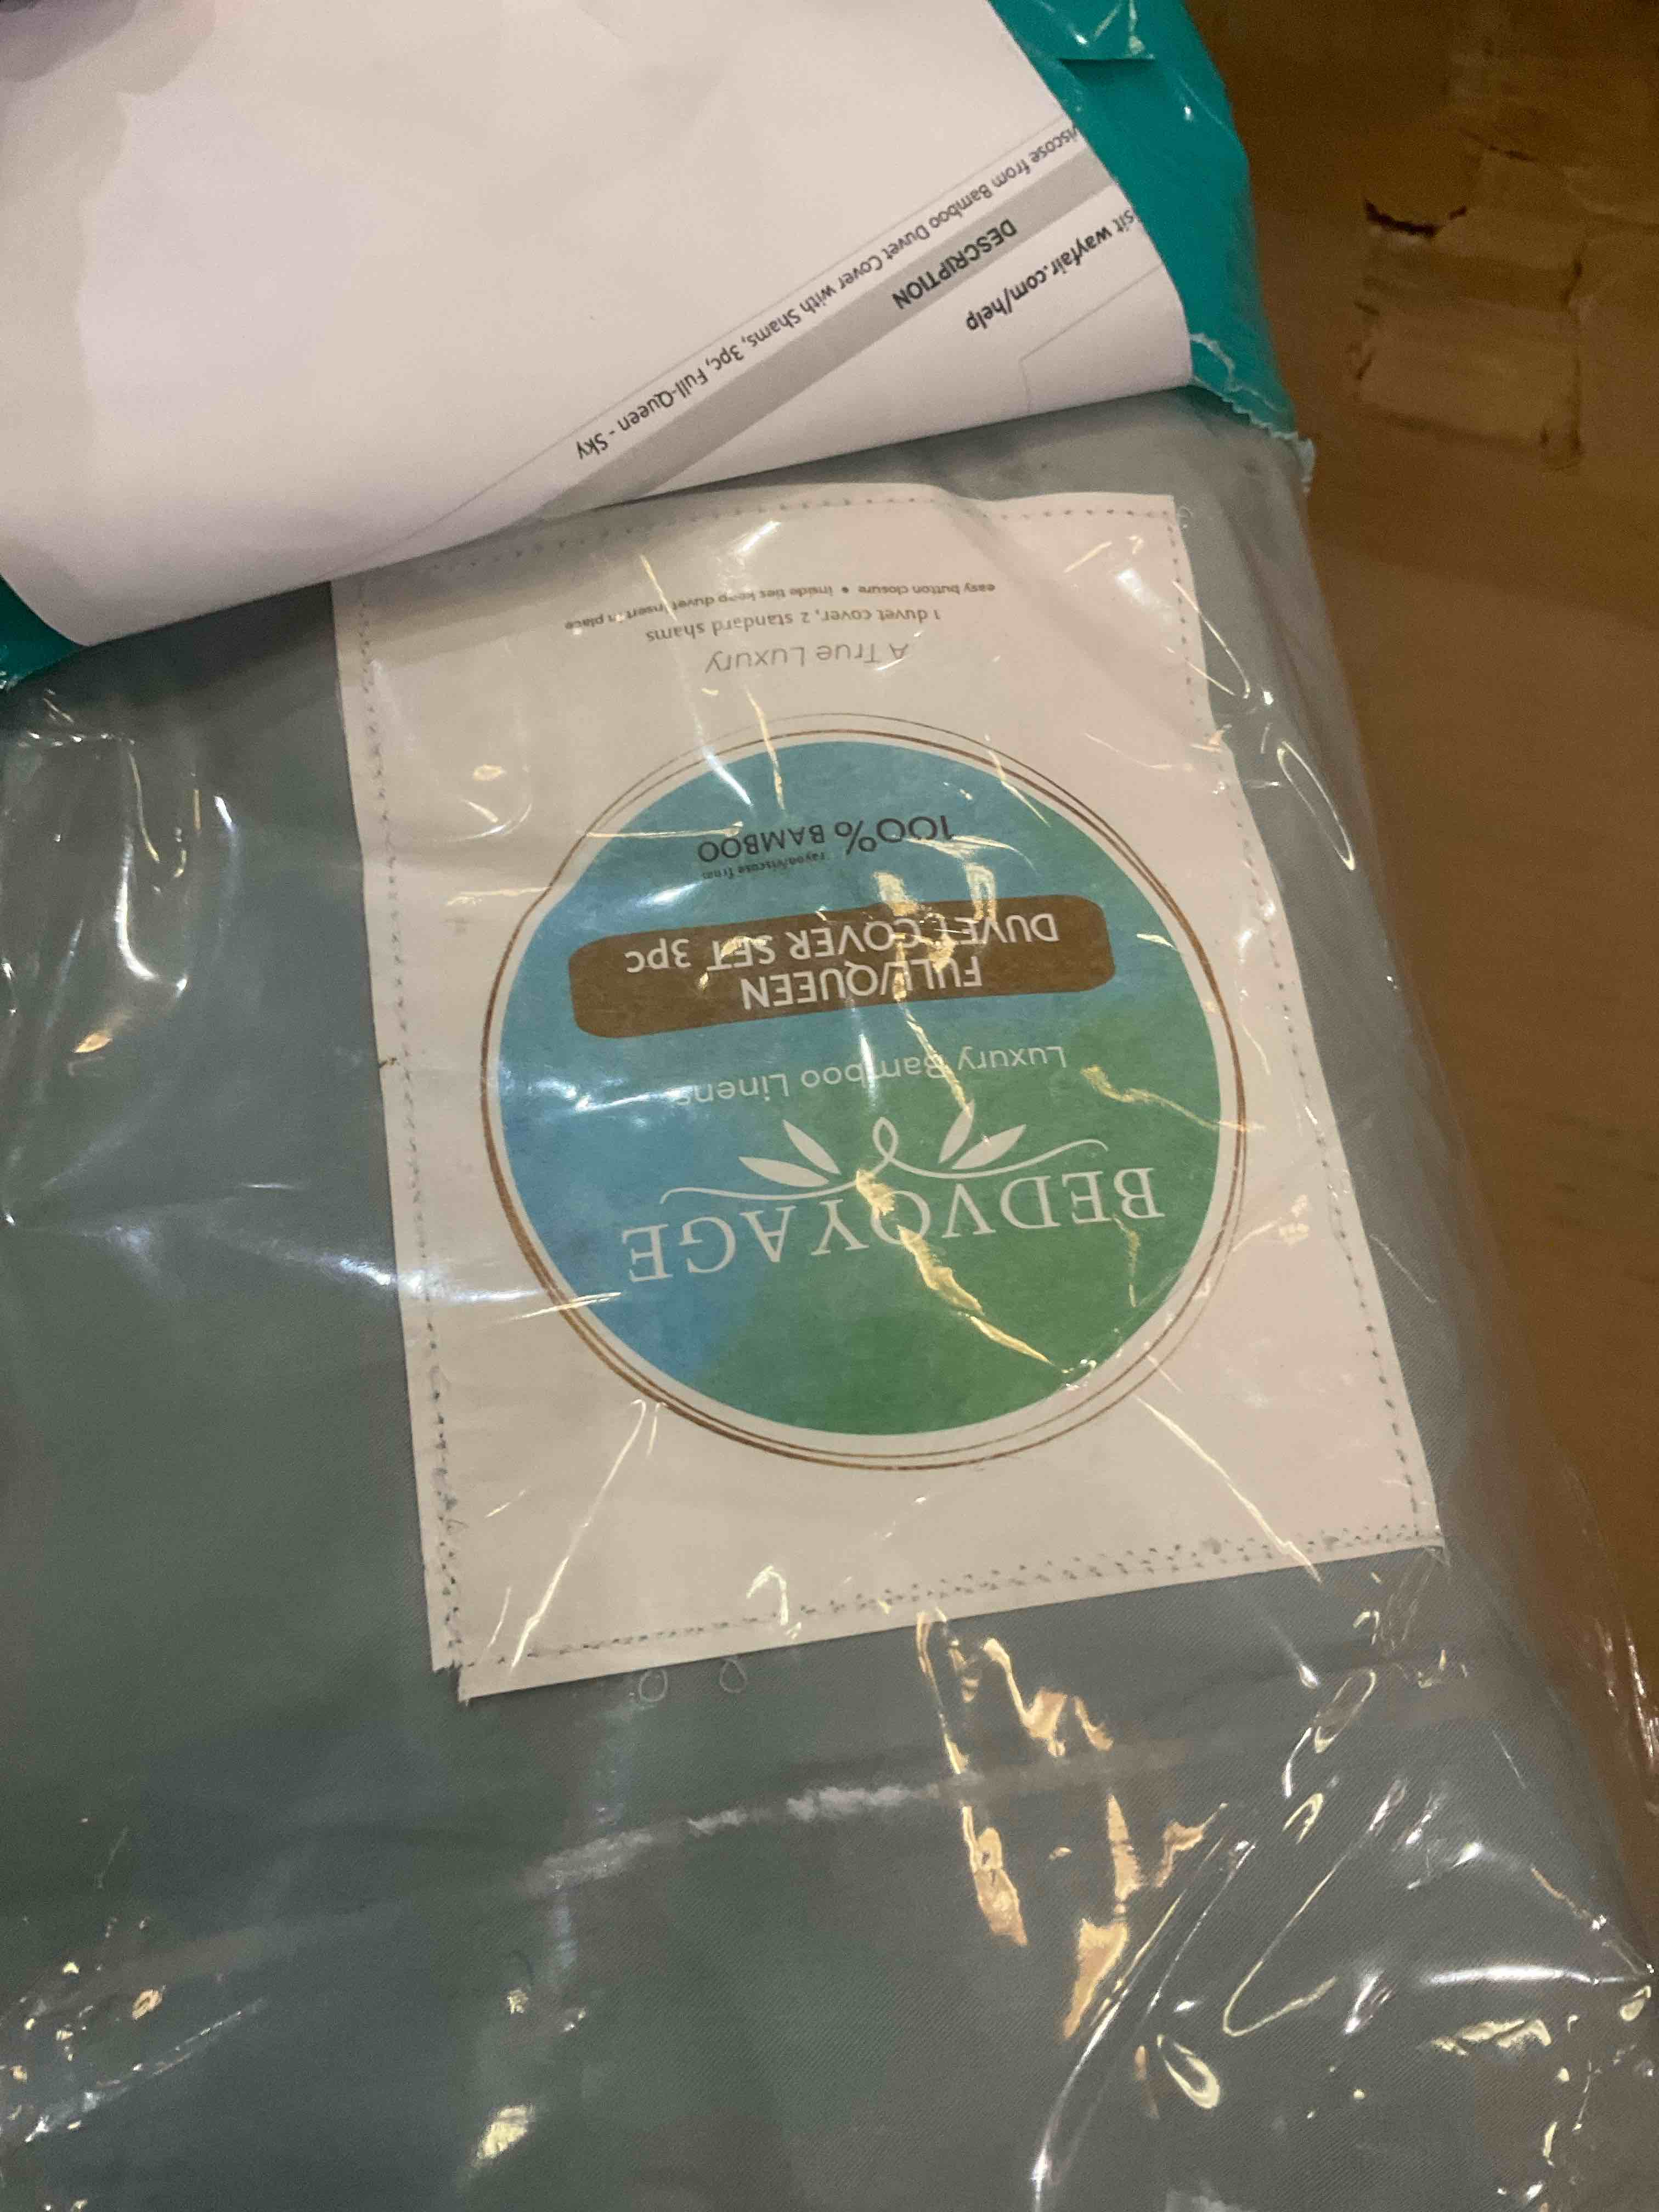 BEDVOYAGE
Luxury Bamboo Linens
FULL/QUEEN
DUVET COVER SET 3pc
rayon/viscose from
100% BAMBOO
A True Luxury
1 duvet cover, 2 standard shams
easy button closure • inside ties keep duvet insert in place
wayfair.com/help
DESCRIPTION
from Bamboo Duvet Cover with Shams, 3pc, Full-Queen - Sky